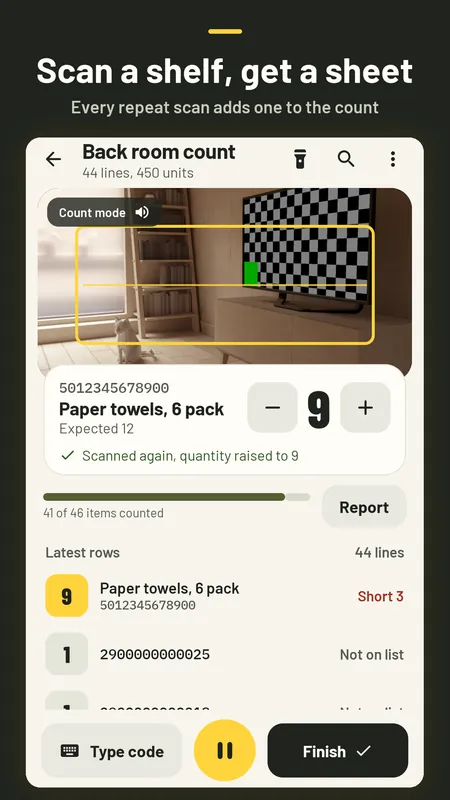 Scan a shelf, get a sheet
Every repeat scan adds one to the count
Back room count
44 lines, 450 units
Count mode
5012345678900
Paper towels, 6 pack
Expected 12
9
Scanned again, quantity raised to 9
41 of 46 items counted
Report
Latest rows
44 lines
9
Paper towels, 6 pack
5012345678900
Short 3
1
2900000000025
Not on list
Type code
Finish